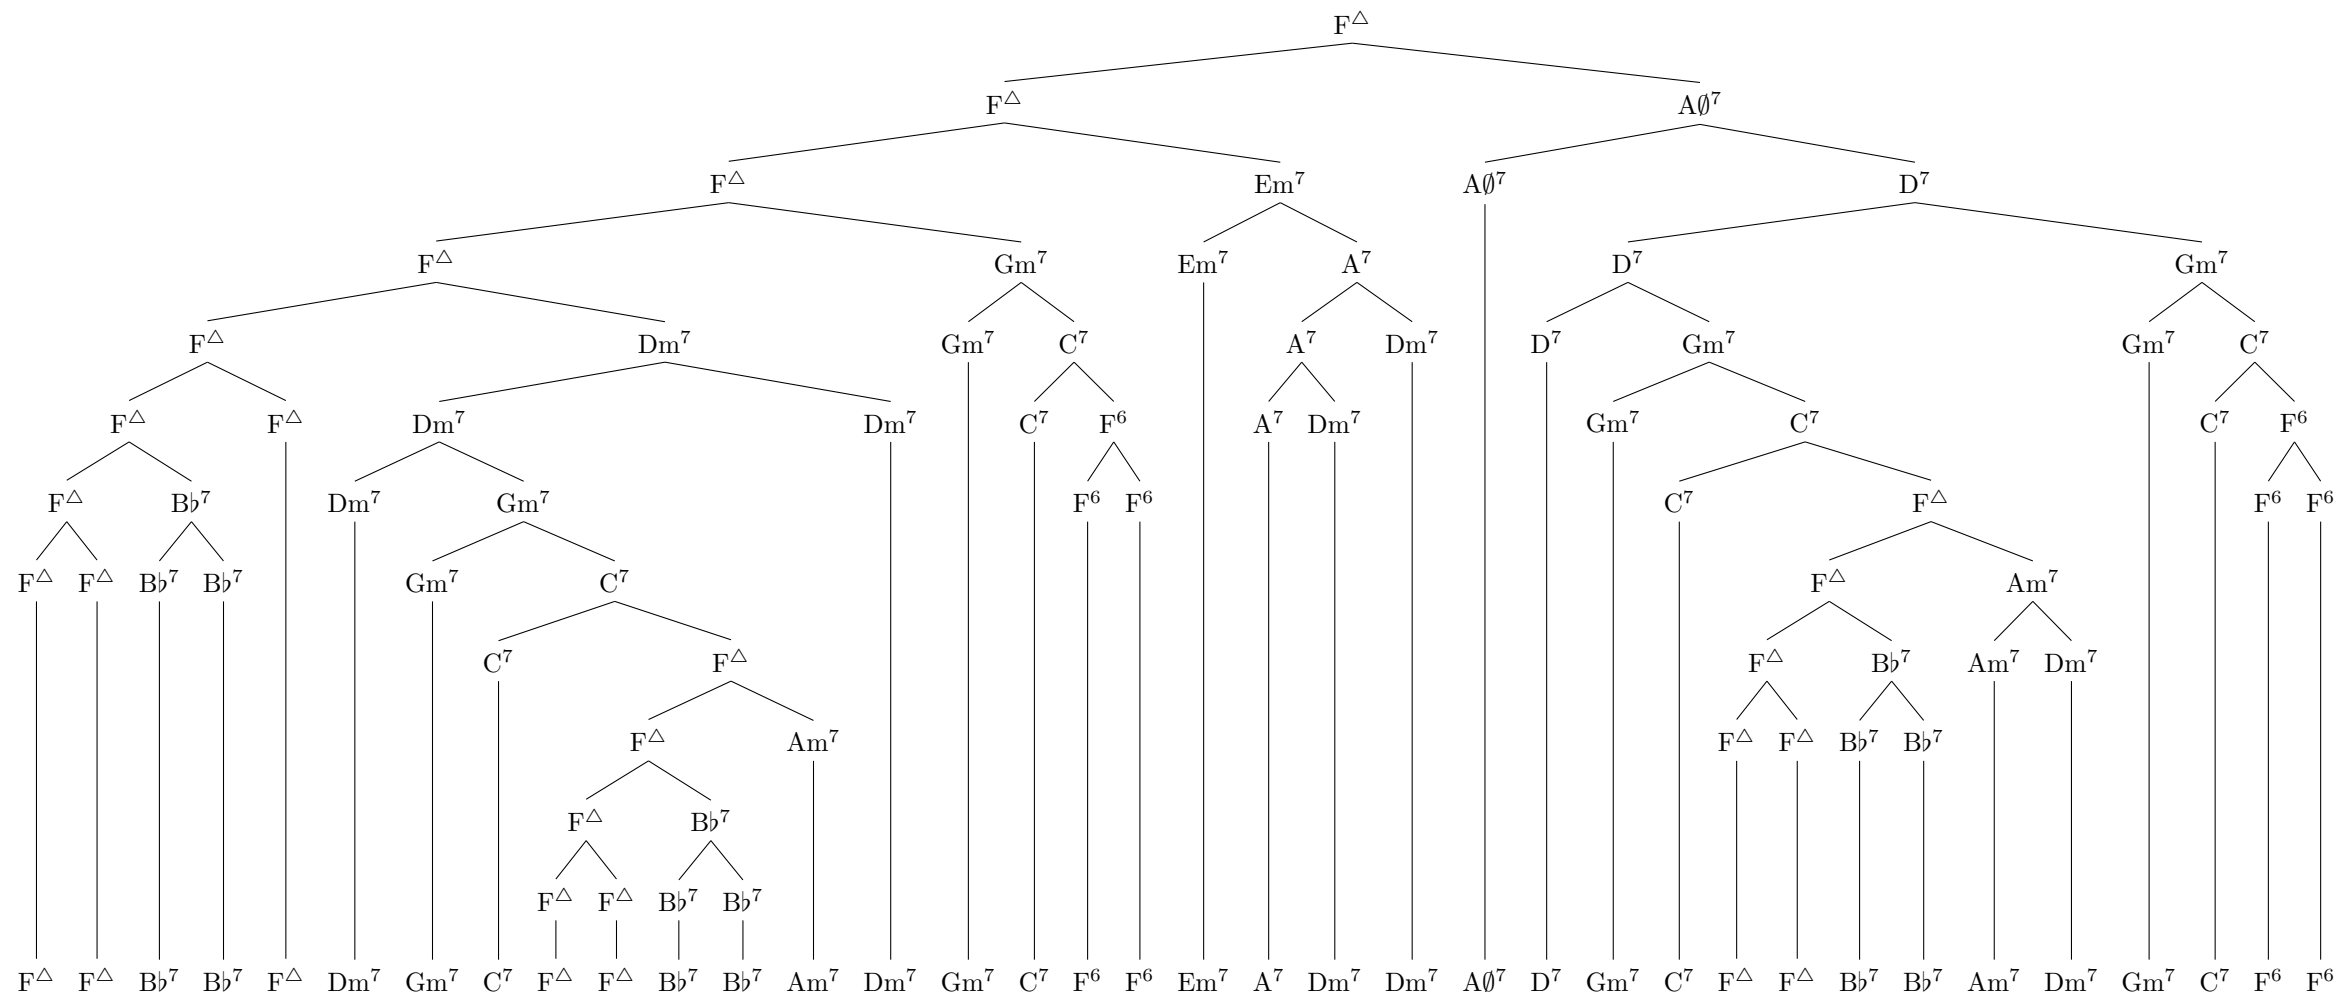 F△
F△ A∅7
F△ Em7 A∅7 D7
F△ Gm7 Em7 A7 D7 Gm7
F△ Dm7 Gm7 C7 A7 Dm7 D7 Gm7 Gm7 C7
F△ F△ Dm7 Dm7 C7 F6 A7 Dm7 Gm7 C7 C7 F6
F△ B♭7 Dm7 Gm7 F6 F6 C7 F△ F6 F6
F△ F△ B♭7 B♭7 Gm7 C7 F△ Am7
C7 F△ F△ B♭7 Am7 Dm7
F△ Am7 F△ F△ B♭7 B♭7
F△ B♭7
F△ F△ B♭7 B♭7
F△ F△ B♭7 B♭7 F△ Dm7 Gm7 C7 F△ F△ B♭7 B♭7 Am7 Dm7 Gm7 C7 F6 F6 Em7 A7 Dm7 Dm7 A∅7 D7 Gm7 C7 F△ F△ B♭7 B♭7 Am7 Dm7 Gm7 C7 F6 F6